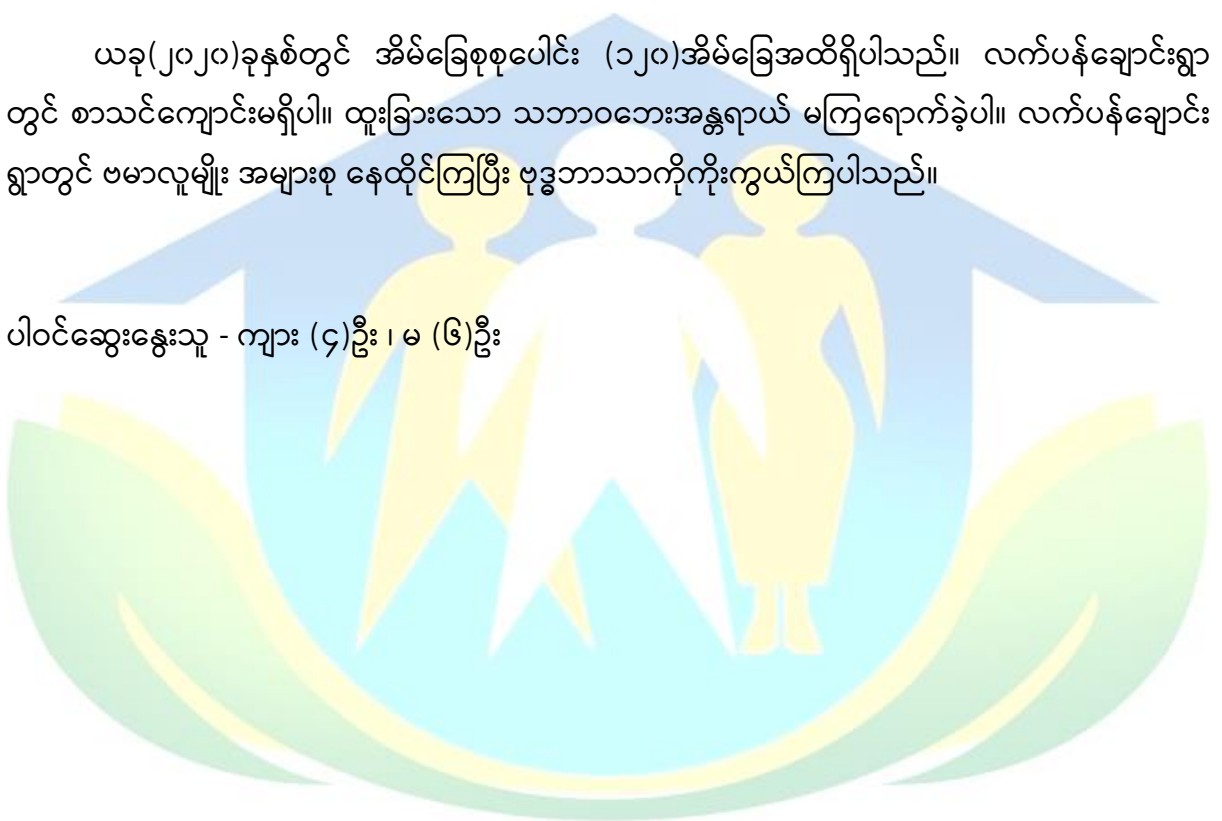 ယခု(၂၀၂၀)ခုနှစ်တွင် အိမ်ခြေစုစုပေါင်း (၁၂၀)အိမ်ခြေအထိရှိပါသည်။ လက်ပန်ချောင်းရွာ
တွင် စာသင်ကျောင်းမရှိပါ။ ထူးခြားသော သဘာဝဘေးအန္တရာယ် မကြရောက်ခဲ့ပါ။ လက်ပန်ချောင်း
ရွာတွင် ဗမာလူမျိုး အများစု နေထိုင်ကြပြီး ဗုဒ္ဓဘာသာကိုကိုးကွယ်ကြပါသည်။
ပါဝင်ဆွေးနွေးသူ - ကျား (၄)ဦး ၊ မ (၆)ဦး